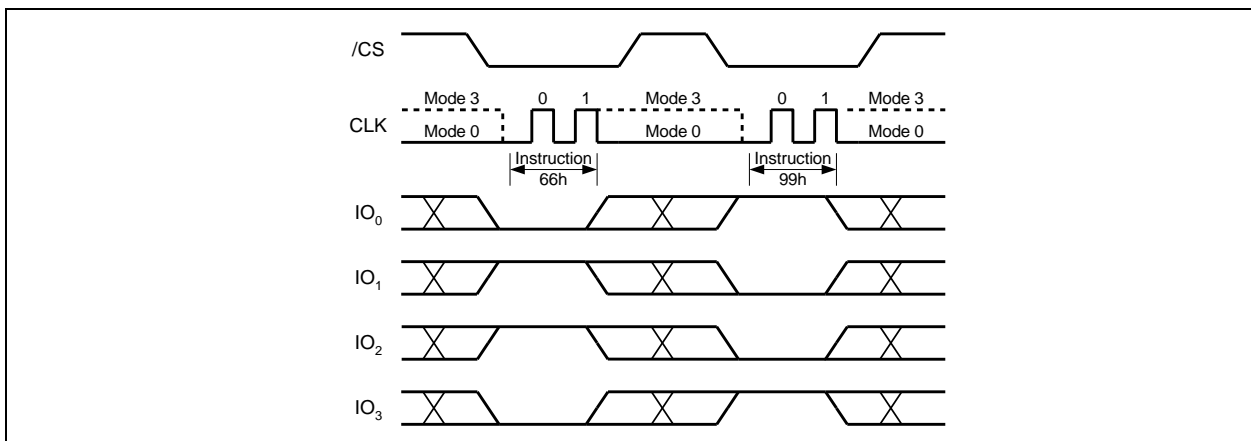 /CS
Mode 3 0 1 Mode 3 0 1 Mode 3
CLK Mode 0 Mode 0 Mode 0
Instruction Instruction
66h 99h
IO0
IO1
IO2
IO3